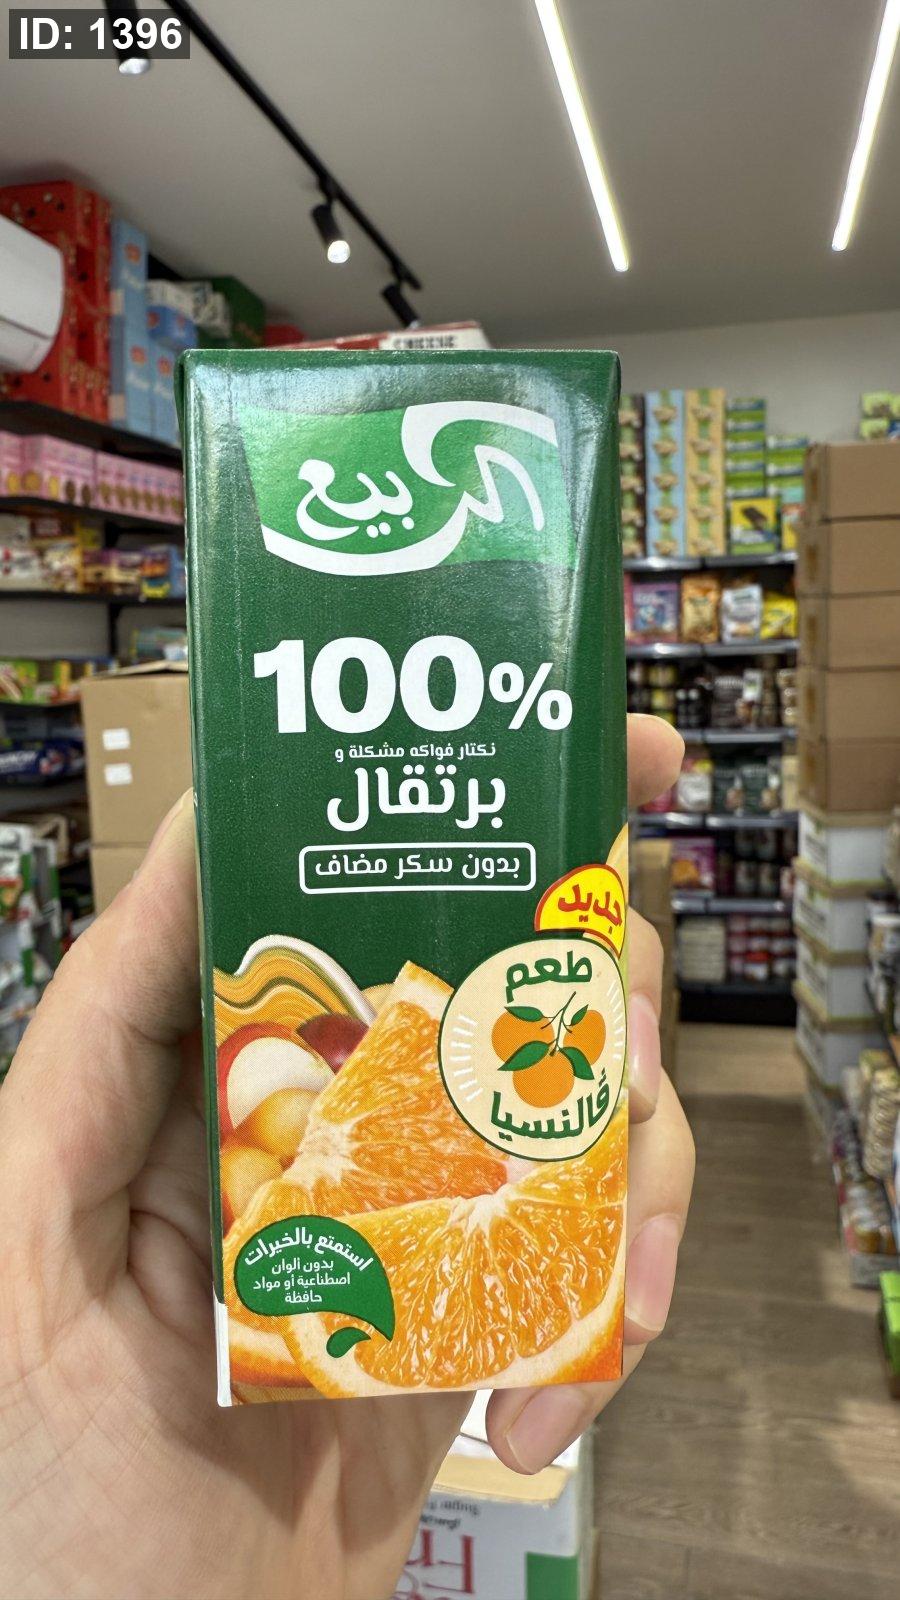 ID: 1396
CHEESE
الربيع
100%
نكتار فواكه مشكلة و
برتقال
بدون سكر مضاف
جديد
طعم
ڤالنسيا
استمتع بالخيرات
بدون ألوان
اصطناعية أو مواد
حافظة